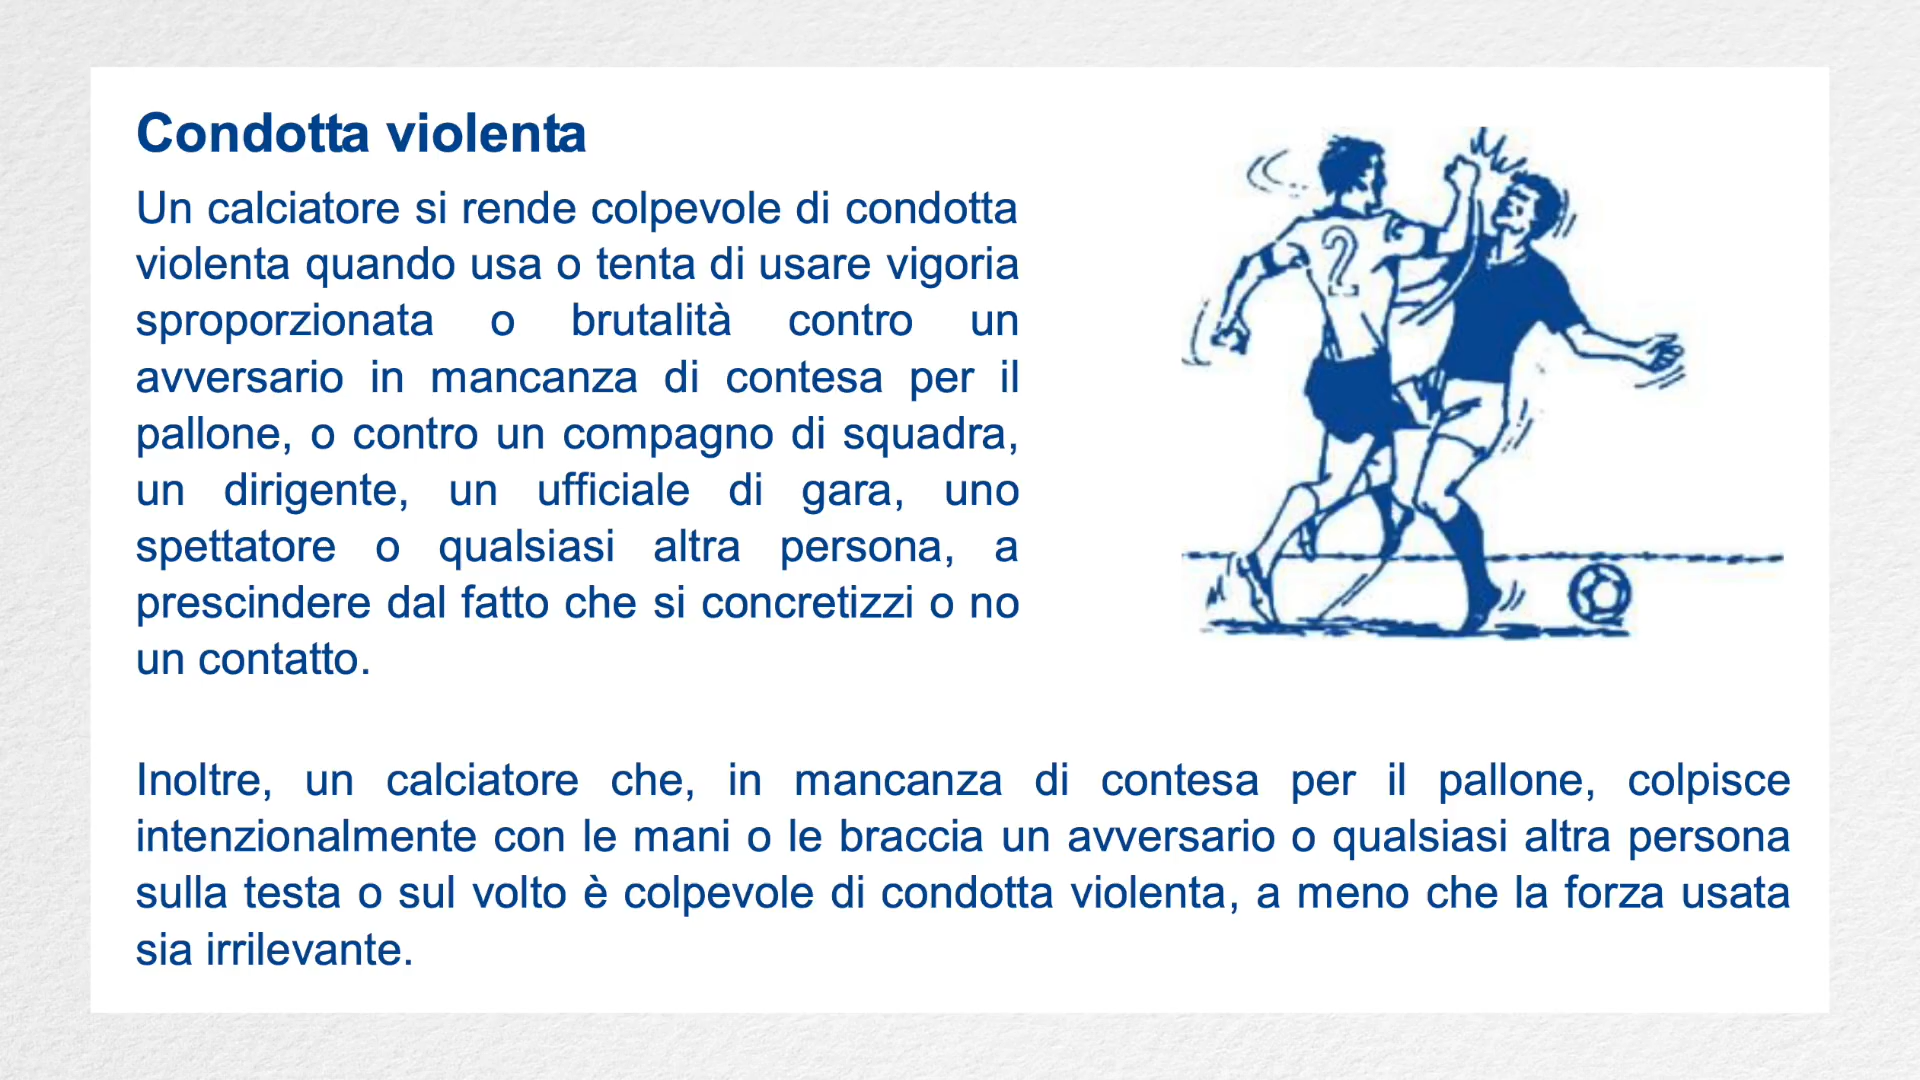 Condotta violenta
Un calciatore si rende colpevole di condotta
violenta quando usa o tenta di usare vigoria
sproporzionata o brutalità contro un
avversario in mancanza di contesa per il
pallone, o contro un compagno di squadra,
un dirigente, un ufficiale di gara, uno
spettatore o qualsiasi altra persona, a
prescindere dal fatto che si concretizzi o no
un contatto.
2
Inoltre, un calciatore che, in mancanza di contesa per il pallone, colpisce
intenzionalmente con le mani o le braccia un avversario o qualsiasi altra persona
sulla testa o sul volto è colpevole di condotta violenta, a meno che la forza usata
sia irrilevante.